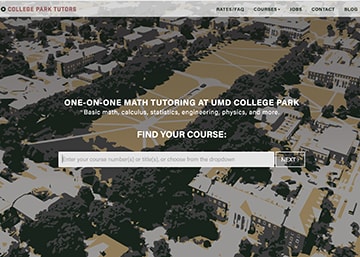 COLLEGE PARK TUTORS
RATES/FAQ COURSES JOBS CONTACT BLOG
ONE-ON-ONE MATH TUTORING AT UMD COLLEGE PARK
Basic math, calculus, statistics, engineering, physics, and more.
FIND YOUR COURSE:
Enter your course number(s) or title(s), or choose from the dropdown
NEXT